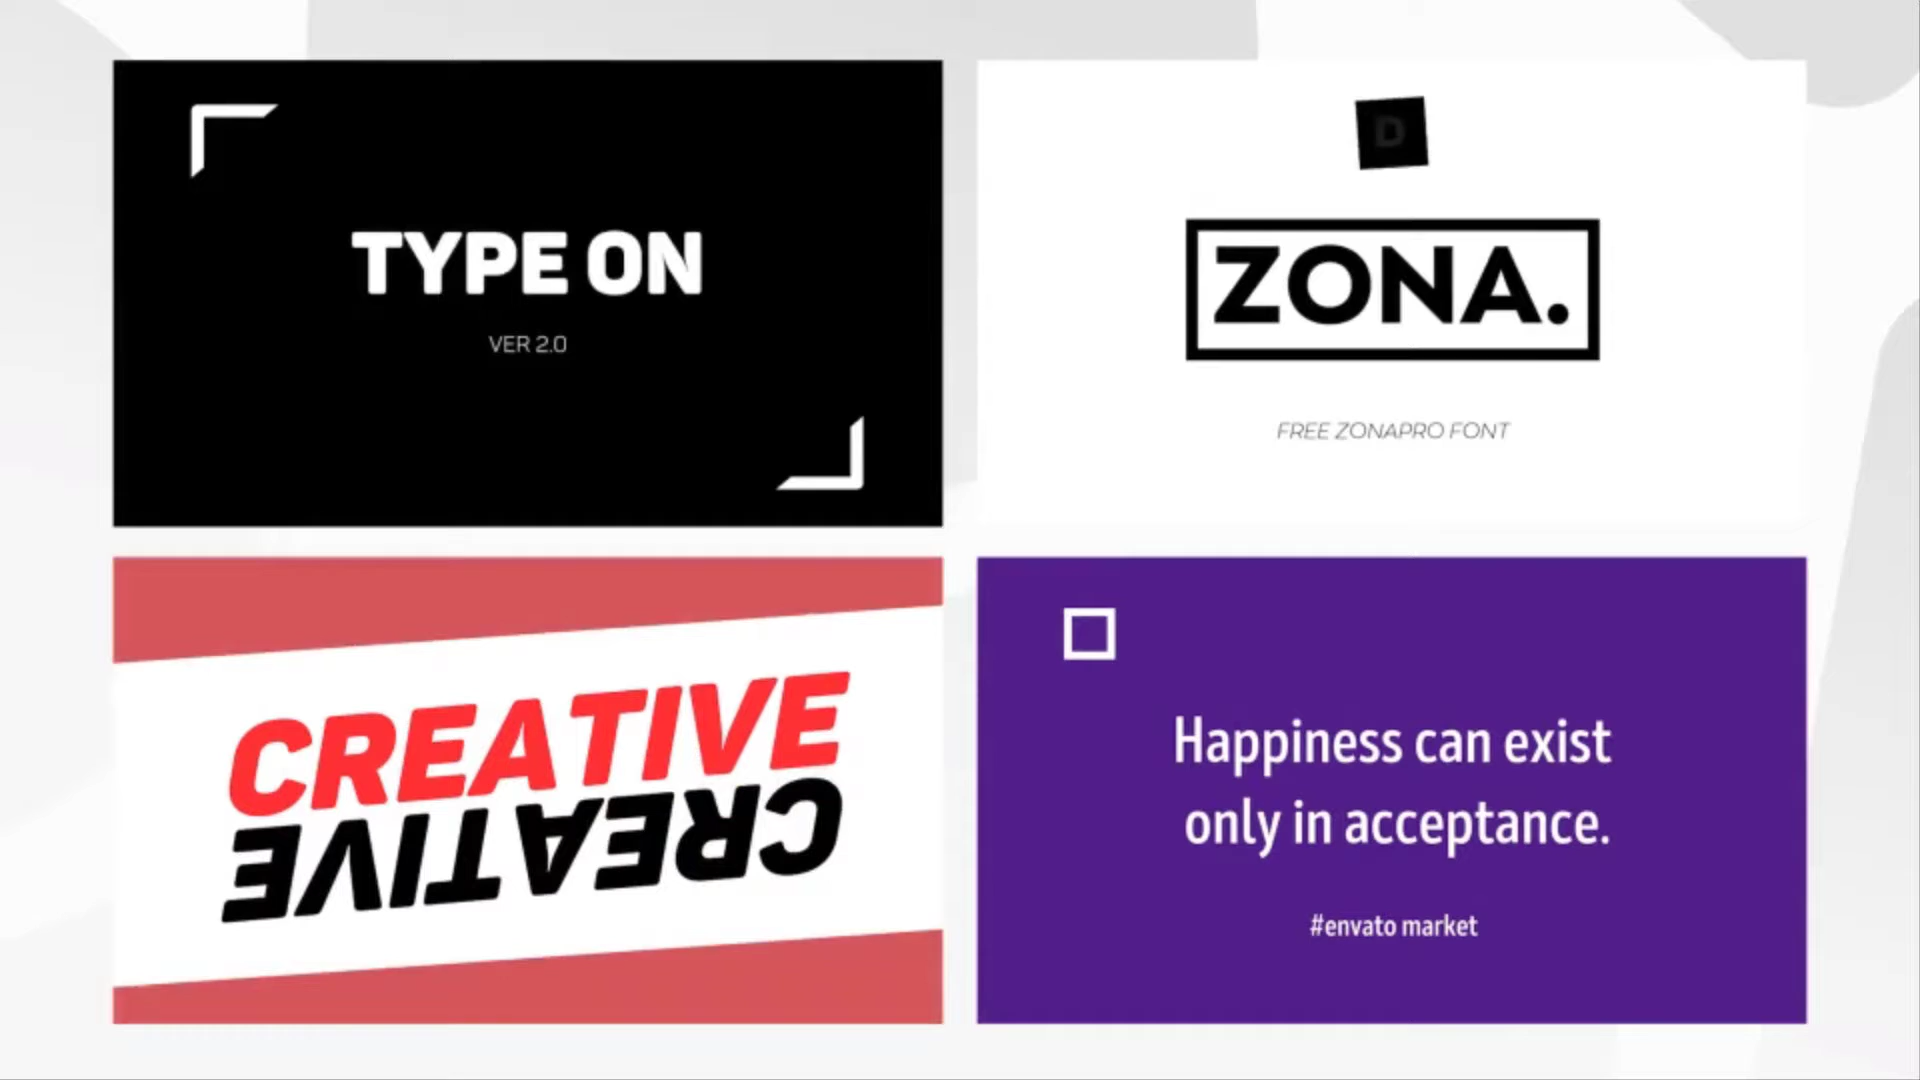 TYPE ON
VER 2.0
D
ZONA.
FREE ZONAPRO FONT
CREATIVE
CREATIVE
Happiness can exist
only in acceptance.
#envato market